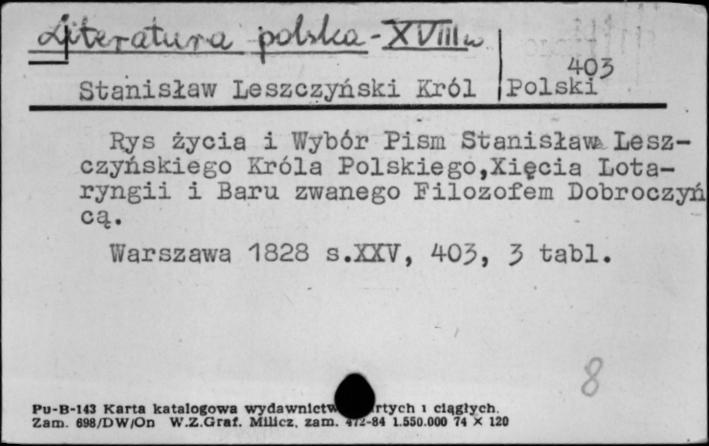 Literatura polska - XVIII w
403
Stanisław Leszczyński Król Polski
Rys życia i Wybór Pism Stanisława Lesz-
czyńskiego Króla Polskiego,Xięcia Lota-
ryngii i Baru zwanego Filozofem Dobroczyń
cą.
Warszawa 1828 s.XXV, 403, 3 tabl.
8
Pu-B-143 Karta katalogowa wydawnictw rtych i ciągłych.
Zam. 698/DW/On W.Z.Graf. Milicz, zam. 472-84 1.550.000 74 X 120